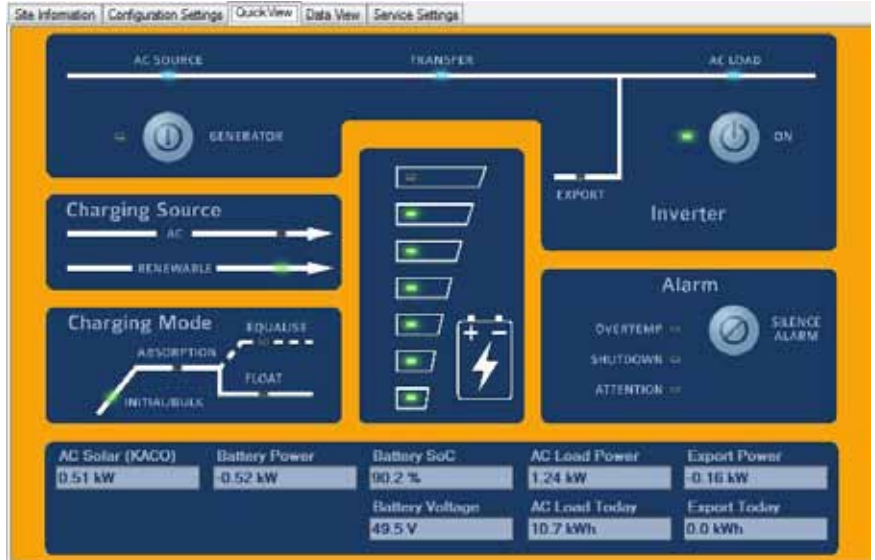 Site Information Configuration Settings Quick View Data View Service Settings
AC SOURCE TRANSFER AC LOAD
GENERATOR
ON
EXPORT
Inverter
Charging Source
AC
RENEWABLE
Charging Mode
EQUALISE
ABSORPTION
FLOAT
INITIAL/BULK
+ −
Alarm
OVERTEMP
SHUTDOWN
ATTENTION
SILENCE
ALARM
AC Solar (KACO) Battery Power Battery SoC AC Load Power Export Power
0.51 kW -0.52 kW 90.2 % 1.24 kW -0.16 kW
Battery Voltage AC Load Today Export Today
49.5 V 10.7 kWh 0.0 kWh